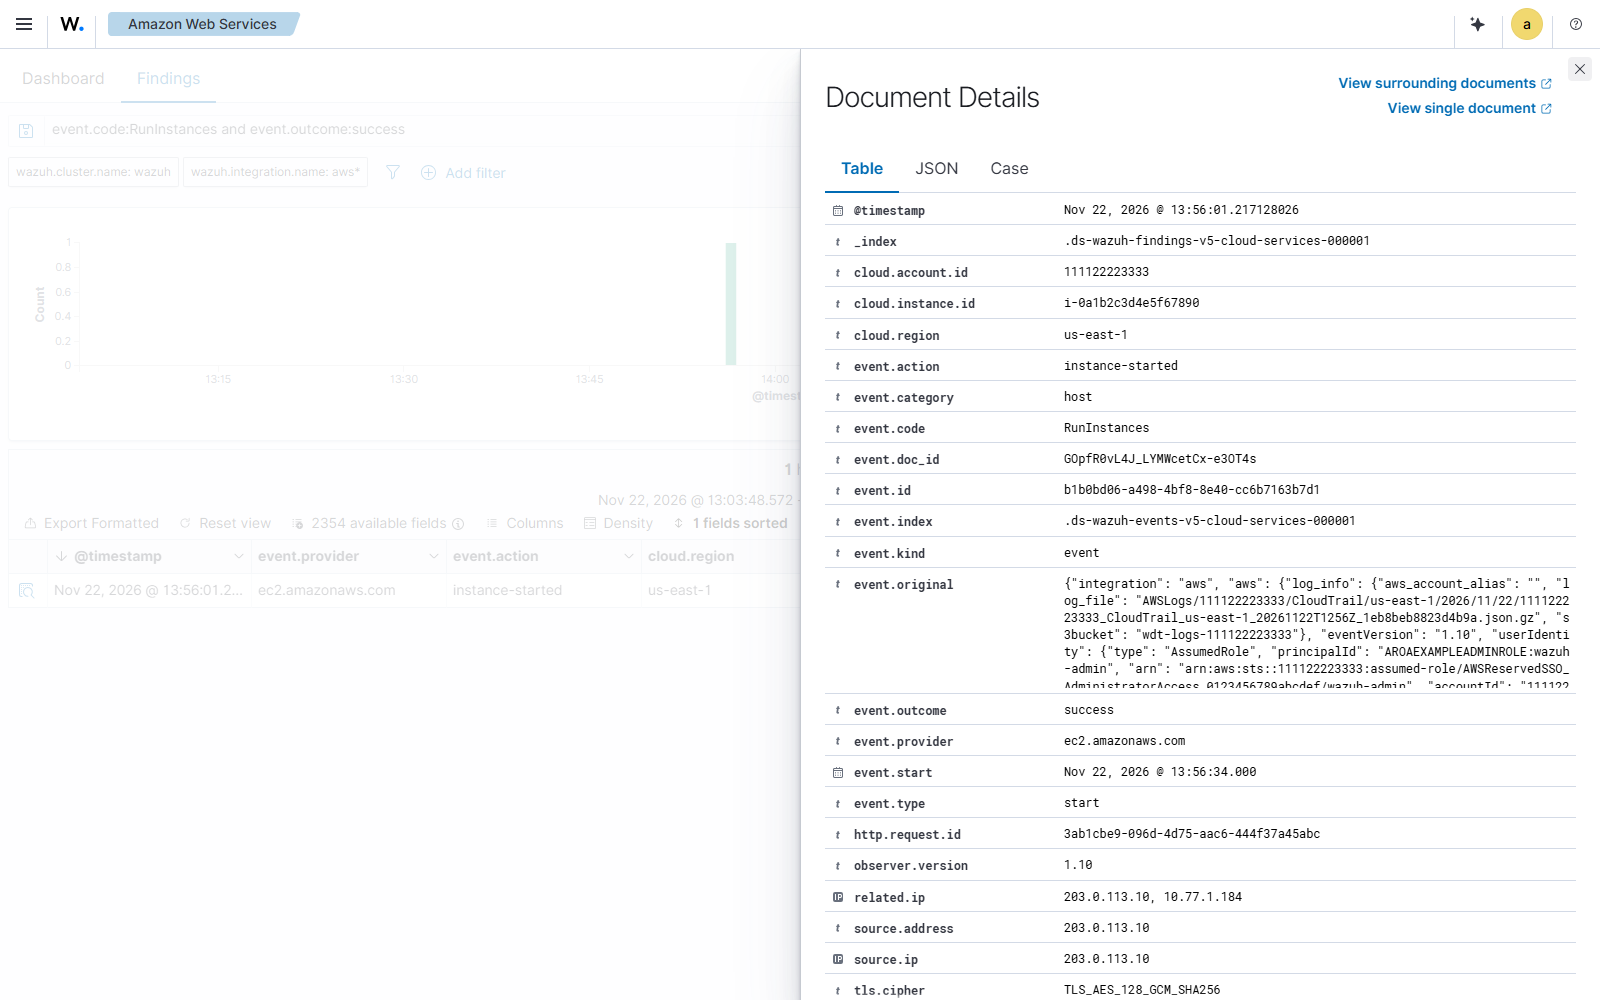 W.
Amazon Web Services
a
Dashboard
Findings
event.code:RunInstances and event.outcome:success
wazuh.cluster.name: wazuh
wazuh.integration.name: aws*
Add filter
Count
1
0.8
0.6
0.4
0.2
0
13:15
13:30
13:45
14:00
@timest
1
Nov 22, 2026 @ 13:03:48.572 -
Export Formatted
Reset view
2354 available fields
Columns
Density
1 fields sorted
@timestamp
event.provider
event.action
cloud.region
Nov 22, 2026 @ 13:56:01.2...
ec2.amazonaws.com
instance-started
us-east-1
Document Details
View surrounding documents
View single document
Table
JSON
Case
@timestamp
Nov 22, 2026 @ 13:56:01.217128026
t _index
.ds-wazuh-findings-v5-cloud-services-000001
t cloud.account.id
111122223333
t cloud.instance.id
i-0a1b2c3d4e5f67890
t cloud.region
us-east-1
t event.action
instance-started
t event.category
host
t event.code
RunInstances
t event.doc_id
GOpfR0vL4J_LYMWcetCx-e3OT4s
t event.id
b1b0bd06-a498-4bf8-8e40-cc6b7163b7d1
t event.index
.ds-wazuh-events-v5-cloud-services-000001
t event.kind
event
t event.original
{"integration": "aws", "aws": {"log_info": {"aws_account_alias": "", "l
og_file": "AWSLogs/111122223333/CloudTrail/us-east-1/2026/11/22/1111222
23333_CloudTrail_us-east-1_20261122T1256Z_1eb8beb8823d4b9a.json.gz", "s
3bucket": "wdt-logs-111122223333"}, "eventVersion": "1.10", "userIdenti
ty": {"type": "AssumedRole", "principalId": "AROAEXAMPLEADMINROLE:wazuh
-admin", "arn": "arn:aws:sts::111122223333:assumed-role/AWSReservedSSO_
AdministratorAccess_0123456789abcdef/wazuh-admin", "accountId": "111122
t event.outcome
success
t event.provider
ec2.amazonaws.com
event.start
Nov 22, 2026 @ 13:56:34.000
t event.type
start
t http.request.id
3ab1cbe9-096d-4d75-aac6-444f37a45abc
t observer.version
1.10
related.ip
203.0.113.10, 10.77.1.184
t source.address
203.0.113.10
source.ip
203.0.113.10
t tls.cipher
TLS_AES_128_GCM_SHA256